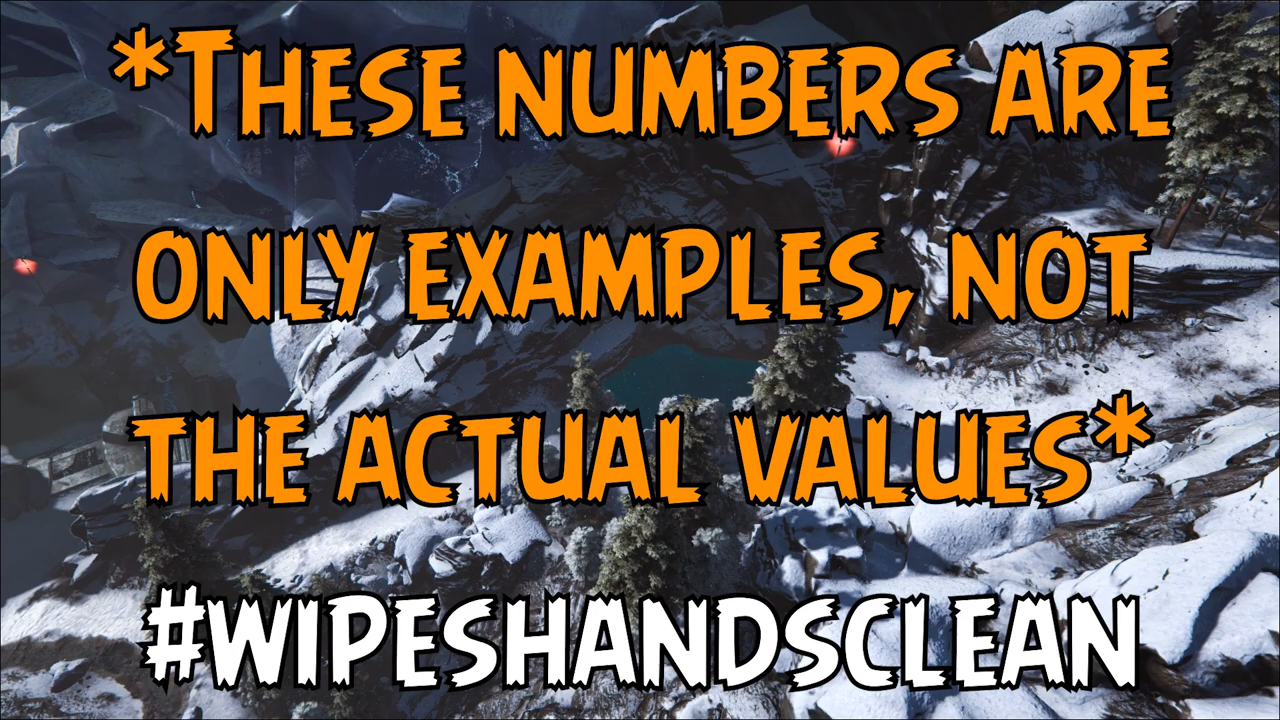 *These numbers are
only examples, not
the actual values*
#wipeshandsclean